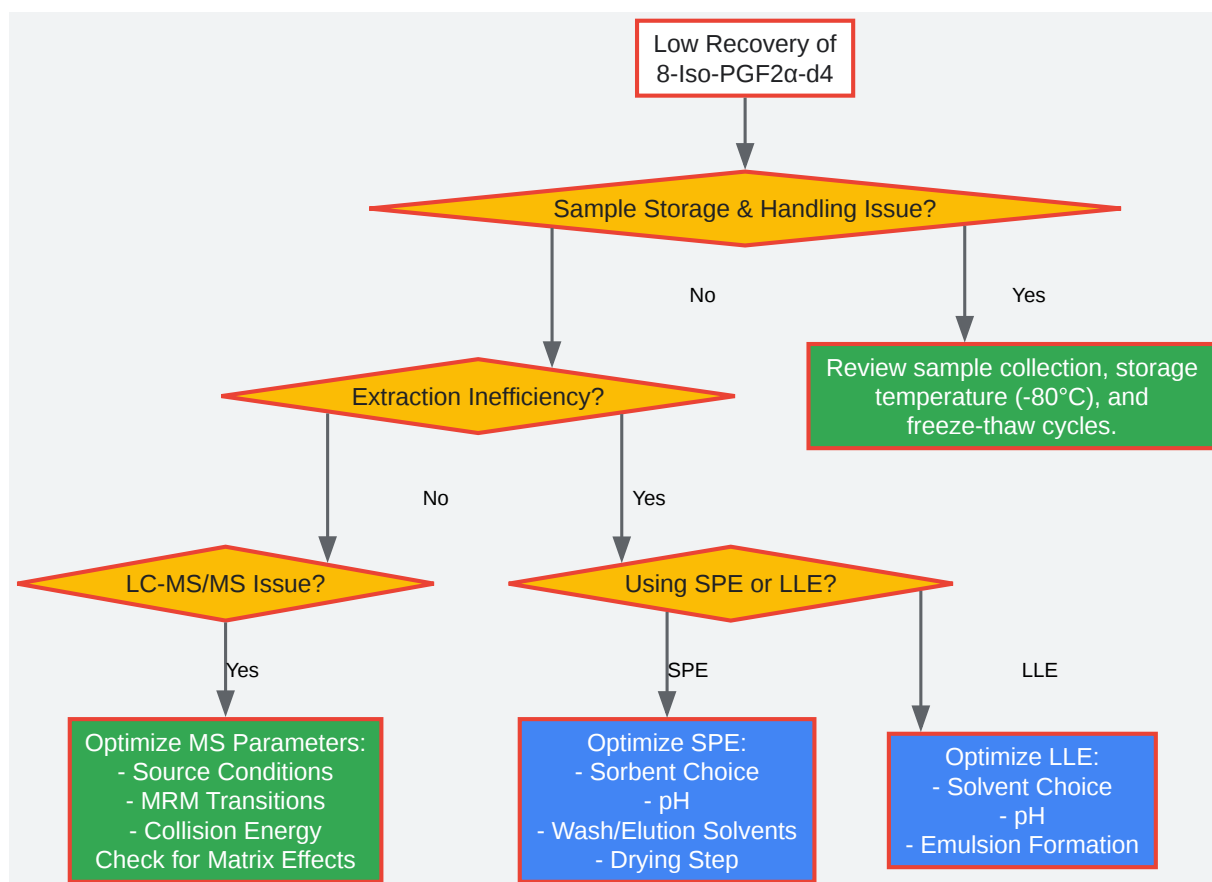 Low Recovery of
8-Iso-PGF2α-d4
Sample Storage & Handling Issue?
No
Yes
Extraction Inefficiency?
Review sample collection, storage
temperature (-80°C), and
freeze-thaw cycles.
No
Yes
LC-MS/MS Issue?
Using SPE or LLE?
Yes
SPE
LLE
Optimize MS Parameters:
- Source Conditions
- MRM Transitions
- Collision Energy
Check for Matrix Effects
Optimize SPE:
- Sorbent Choice
- pH
- Wash/Elution Solvents
- Drying Step
Optimize LLE:
- Solvent Choice
- pH
- Emulsion Formation